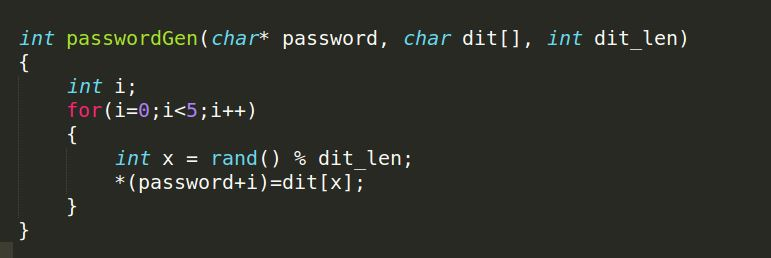 int passwordGen(char* password, char dit[], int dit_len)
{
    int i;
    for(i=0;i<5;i++)
    {
        int x = rand() % dit_len;
        *(password+i)=dit[x];
    }
}